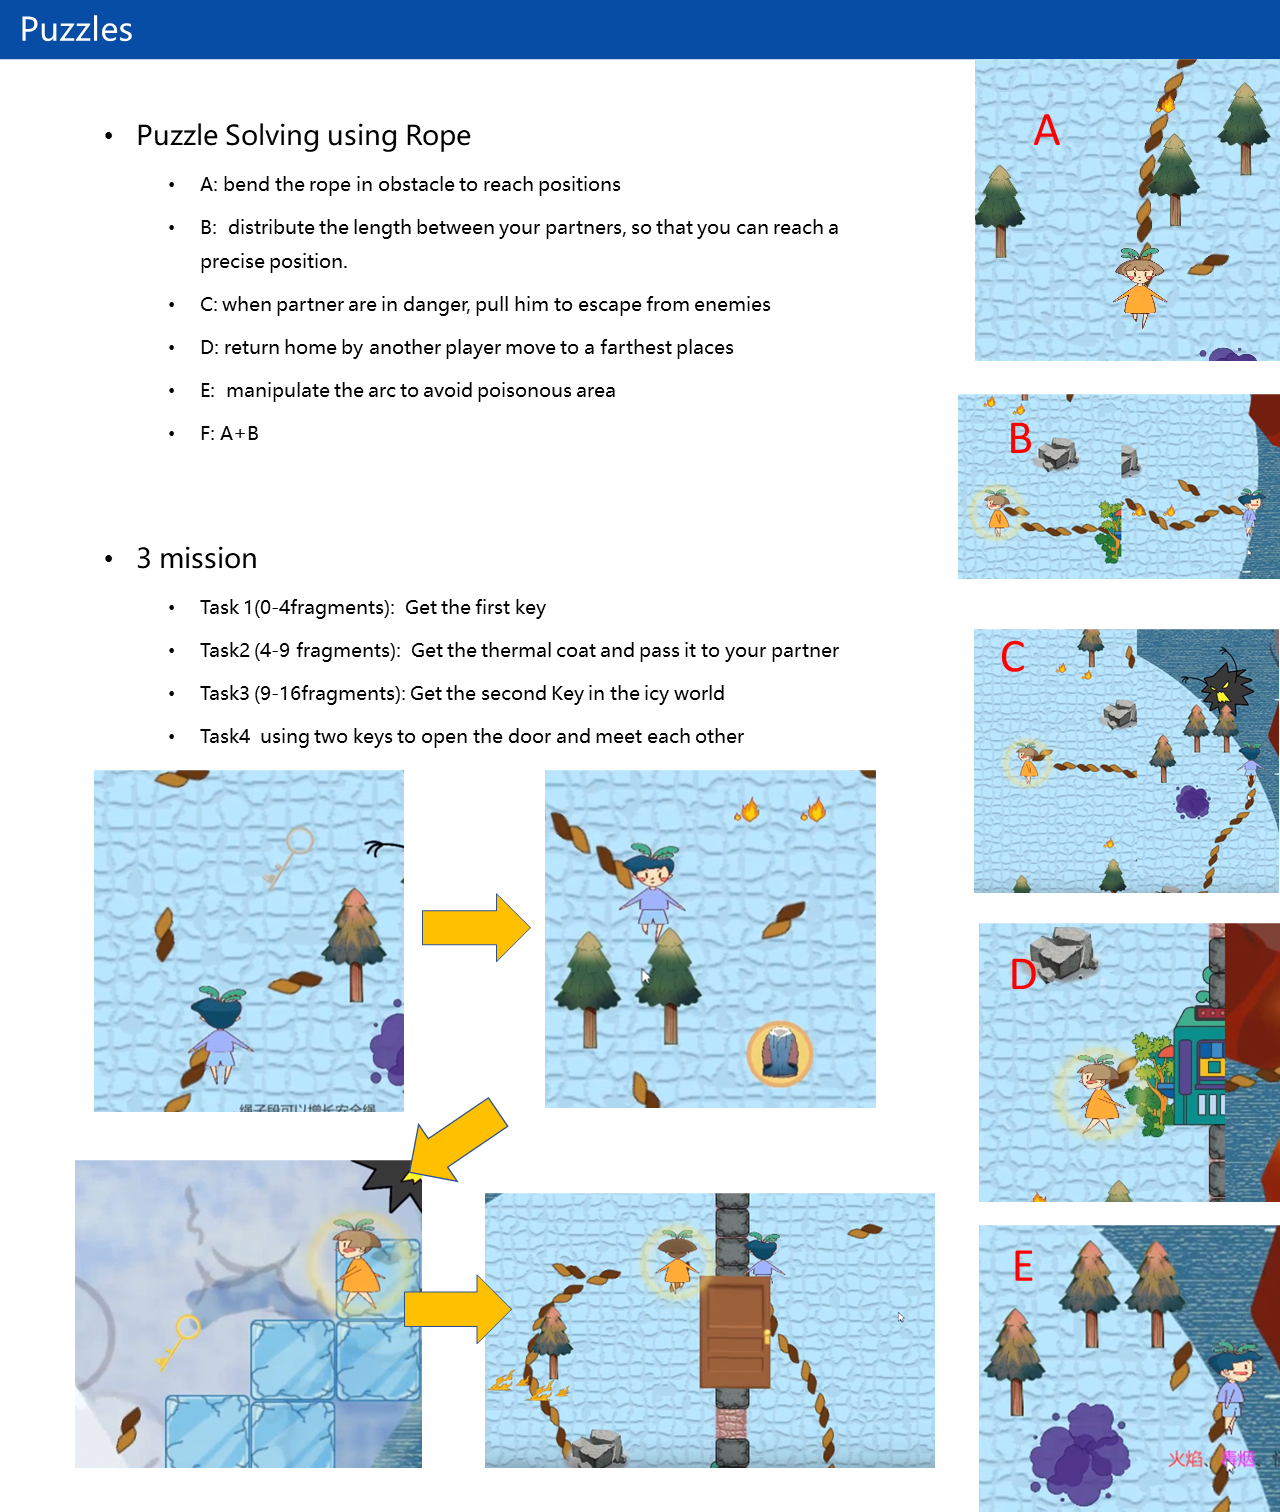 Puzzles
• Puzzle Solving using Rope
• A: bend the rope in obstacle to reach positions
• B: distribute the length between your partners, so that you can reach a
precise position.
• C: when partner are in danger, pull him to escape from enemies
• D: return home by another player move to a farthest places
• E: manipulate the arc to avoid poisonous area
• F: A+B
• 3 mission
• Task 1(0-4fragments): Get the first key
• Task2 (4-9 fragments): Get the thermal coat and pass it to your partner
• Task3 (9-16fragments): Get the second Key in the icy world
• Task4 using two keys to open the door and meet each other
绳子段可以增长安全绳
A
B
C
D
E
火焰、毒烟、